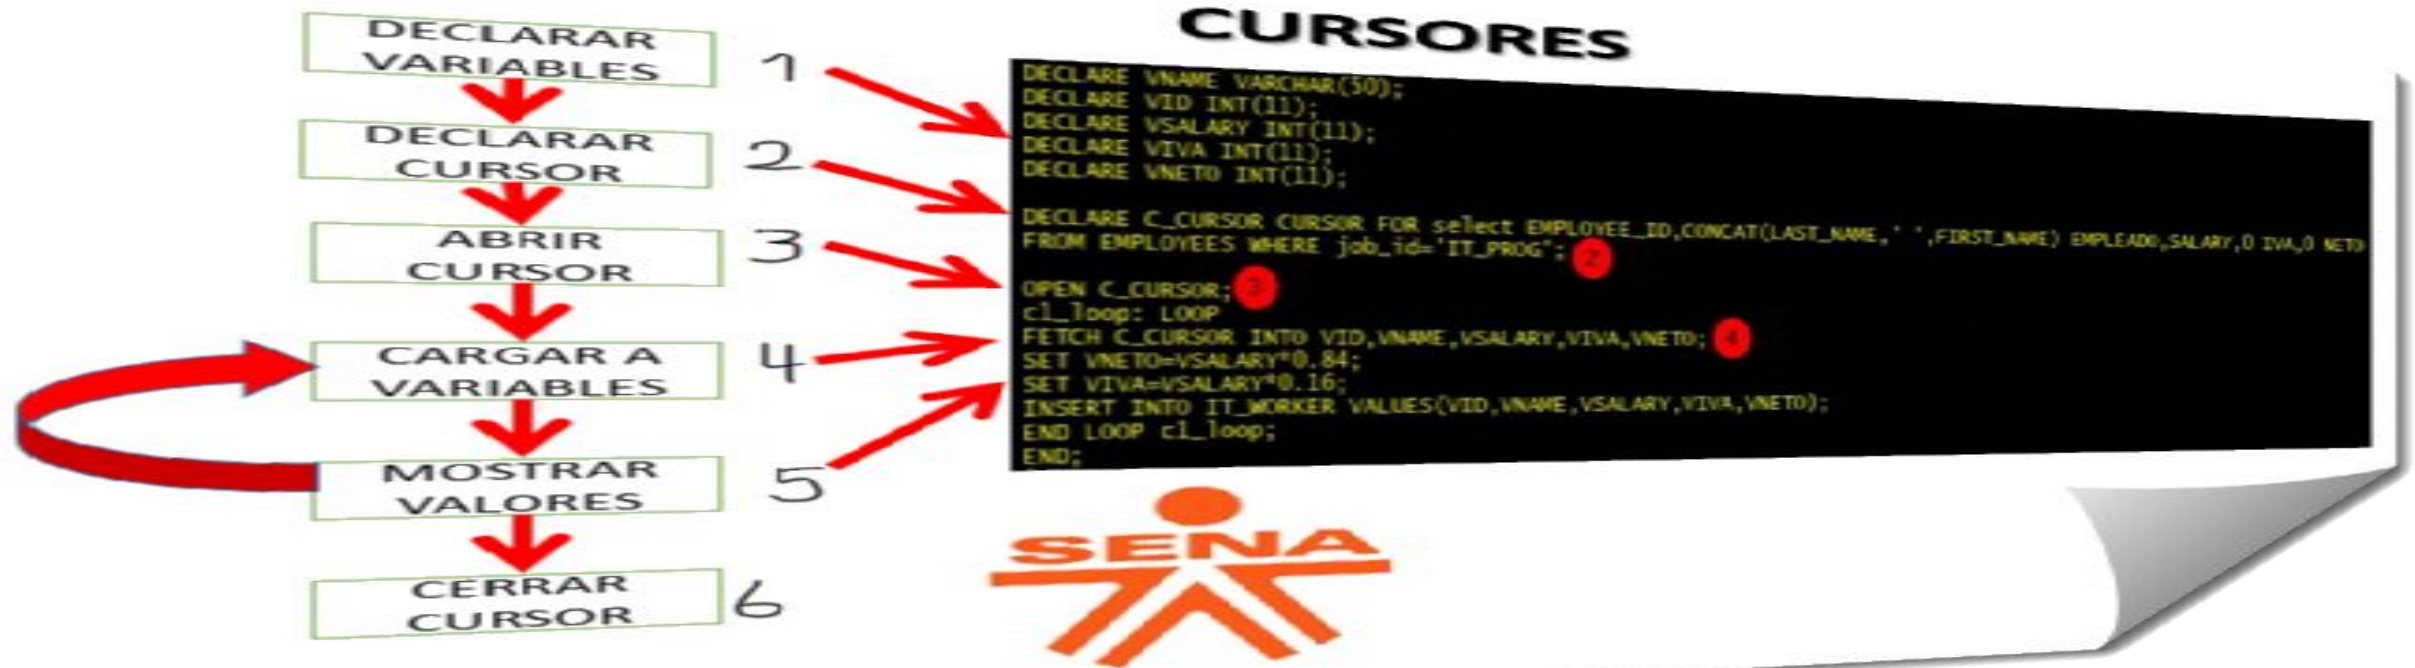 CURSORES
DECLARAR
VARIABLES
1
DECLARAR
CURSOR
2
ABRIR
CURSOR
3
CARGAR A
VARIABLES
4
MOSTRAR
VALORES
5
CERRAR
CURSOR
6
DECLARE VNAME VARCHAR(50);
DECLARE VID INT(11);
DECLARE VSALARY INT(11);
DECLARE VIVA INT(11);
DECLARE VNETO INT(11);
DECLARE C_CURSOR CURSOR FOR select EMPLOYEE_ID,CONCAT(LAST_NAME,' ',FIRST_NAME) EMPLEADO,SALARY,0 IVA,0 NETO
FROM EMPLOYEES WHERE job_id='IT_PROG'; 2
OPEN C_CURSOR; 3
cl_loop: LOOP
FETCH C_CURSOR INTO VID,VNAME,VSALARY,VIVA,VNETO; 4
SET VNETO=VSALARY*0.84;
SET VIVA=VSALARY*0.16;
INSERT INTO IT_WORKER VALUES(VID,VNAME,VSALARY,VIVA,VNETO);
END LOOP cl_loop;
END;
SENA